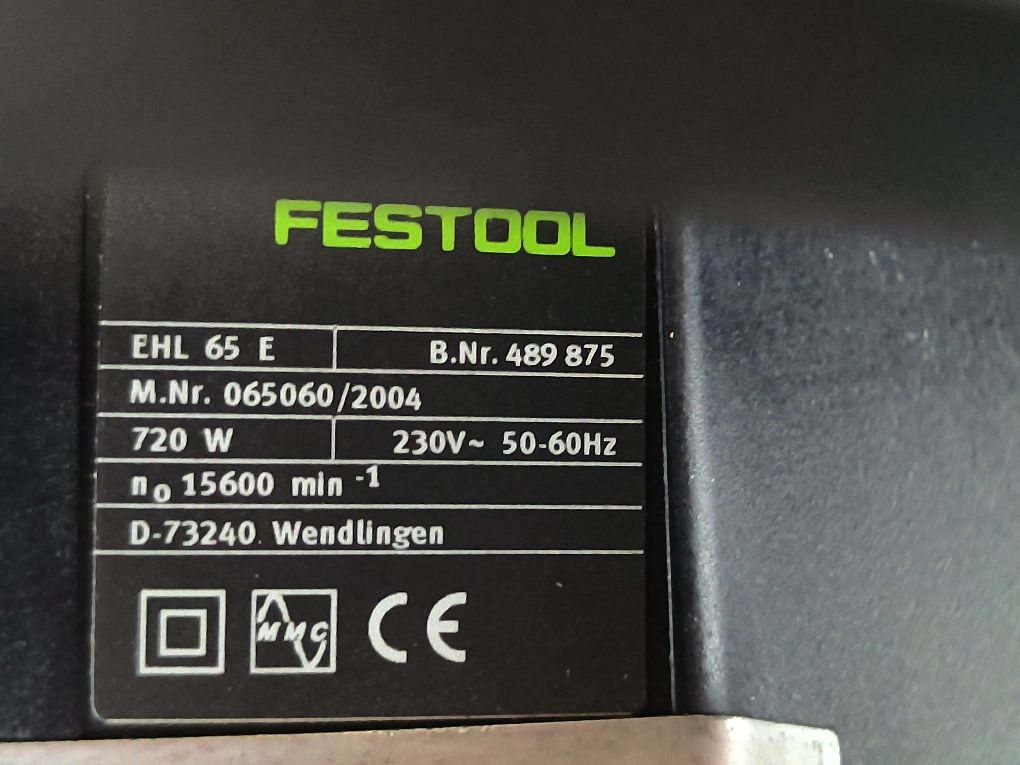 FESTOOL
EHL 65 E B.Nr. 489 875
M.Nr. 065060/2004
720 W 230V~ 50-60Hz
n₀ 15600 min ⁻¹
D-73240 Wendlingen
MMC CE